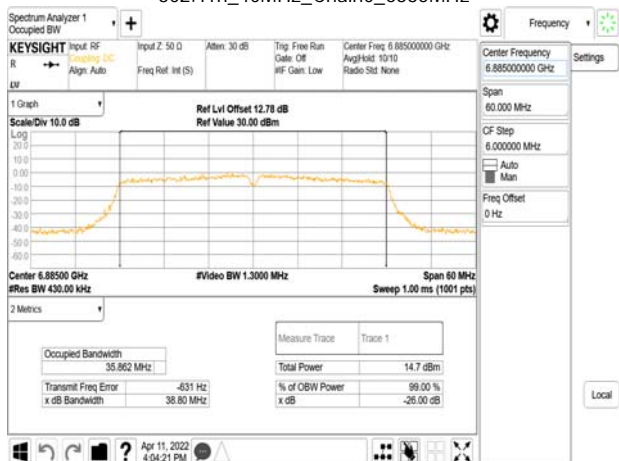 Spectrum Analyzer 1
Occupied BW
Frequency
KEYSIGHT Input: RF Input Z: 50 Ω Atten: 30 dB Trig: Free Run Center Freq: 6.885000000 GHz
R Coupling: DC Gate: Off Avg|Hold: 10/10
Align: Auto Freq Ref: Int (S) #IF Gain: Low Radio Std: None
Center Frequency
6.885000000 GHz
Settings
Span
60.000 MHz
CF Step
6.000000 MHz
Auto
Man
Freq Offset
0 Hz
1 Graph
Ref Lvl Offset 12.78 dB
Scale/Div 10.0 dB Ref Value 30.00 dBm
Log
20.0
10.0
0.00
-10.0
-20.0
-30.0
-40.0
-50.0
-60.0
Center 6.88500 GHz #Video BW 1.3000 MHz Span 60 MHz
#Res BW 430.00 kHz Sweep 1.00 ms (1001 pts)
2 Metrics
Measure Trace Trace 1
Occupied Bandwidth
35.862 MHz Total Power 14.7 dBm
Transmit Freq Error -631 Hz % of OBW Power 99.00 %
x dB Bandwidth 38.80 MHz x dB -26.00 dB
Local
Apr 11, 2022
4:04:21 PM